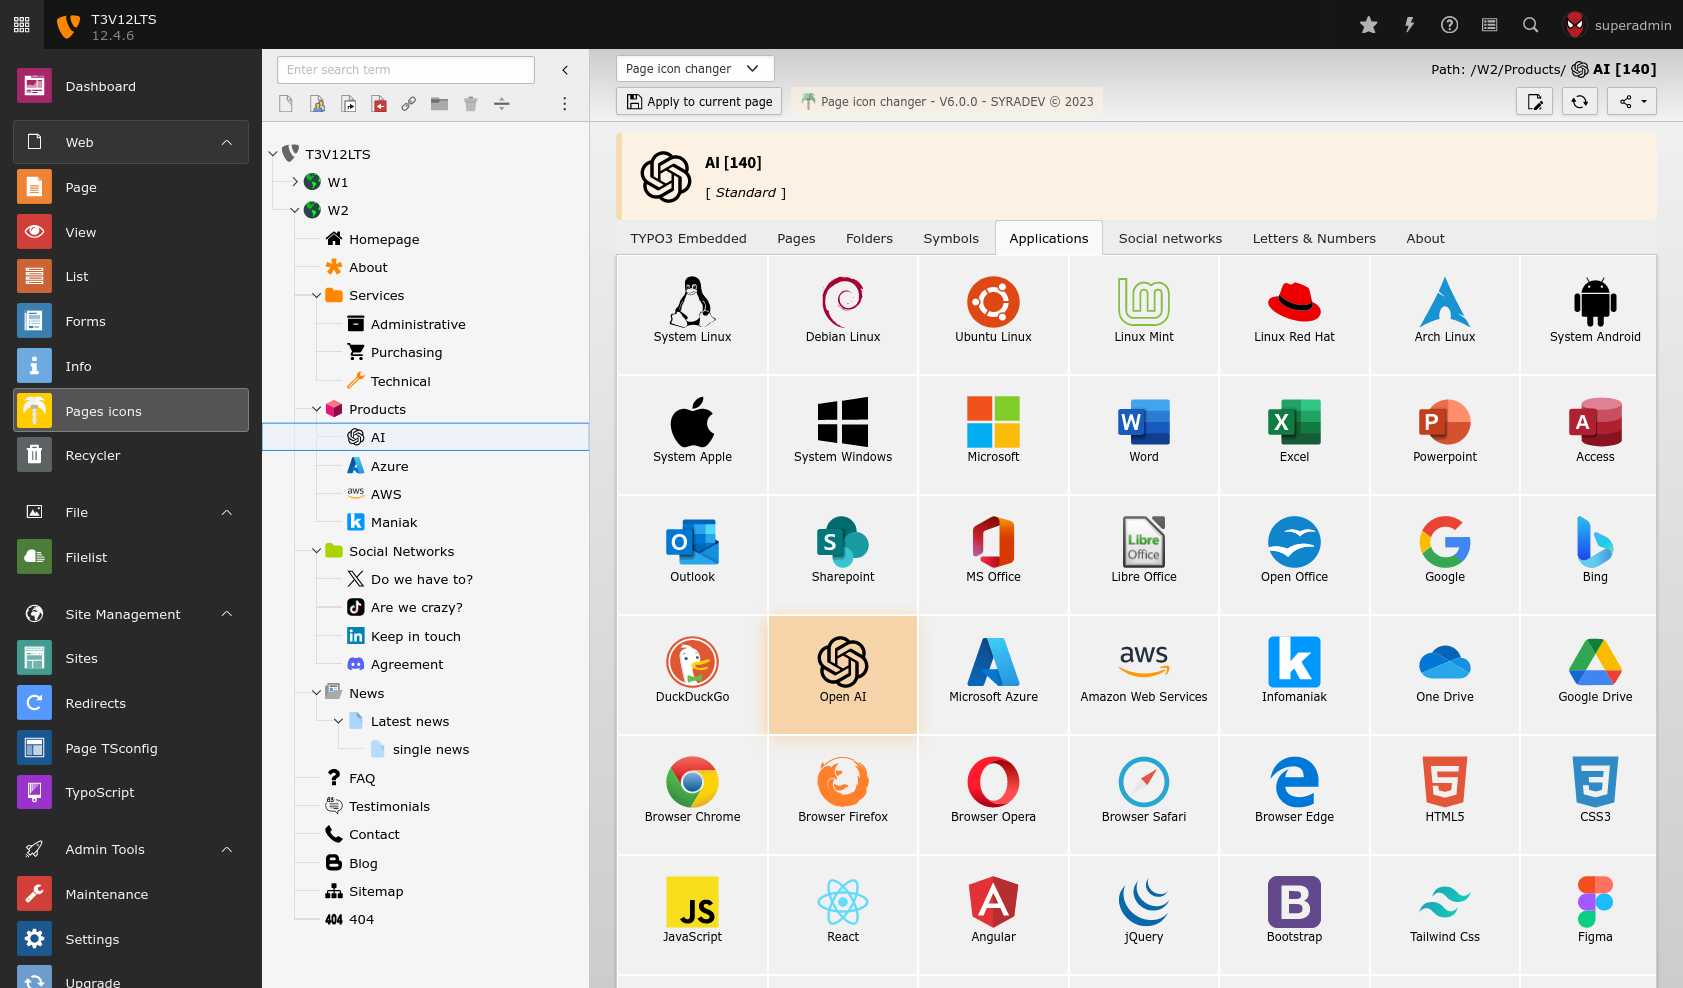 T3V12LTS
12.4.6
superadmin
Dashboard
Web
Page
View
List
Forms
Info
Pages icons
Recycler
File
Filelist
Site Management
Sites
Redirects
Page TSconfig
TypoScript
Admin Tools
Maintenance
Settings
Upgrade
Enter search term
T3V12LTS
W1
W2
Homepage
About
Services
Administrative
Purchasing
Technical
Products
AI
Azure
aws AWS
k Maniak
Social Networks
Do we have to?
Are we crazy?
in Keep in touch
Agreement
News
Latest news
single news
? FAQ
Testimonials
Contact
B Blog
Sitemap
404 404
Page icon changer
Path: /W2/Products/ AI [140]
Apply to current page
Page icon changer - V6.0.0 - SYRADEV © 2023
AI [140]
[ Standard ]
TYPO3 Embedded Pages Folders Symbols Applications Social networks Letters & Numbers About
System Linux Debian Linux Ubuntu Linux Linux Mint Linux Red Hat Arch Linux System Android
W X P A
System Apple System Windows Microsoft Word Excel Powerpoint Access
O S Libre Office
Outlook Sharepoint MS Office Libre Office Open Office Google Bing
aws k
DuckDuckGo Open AI Microsoft Azure Amazon Web Services Infomaniak One Drive Google Drive
5 3
Browser Chrome Browser Firefox Browser Opera Browser Safari Browser Edge HTML5 CSS3
JS A B
JavaScript React Angular jQuery Bootstrap Tailwind Css Figma